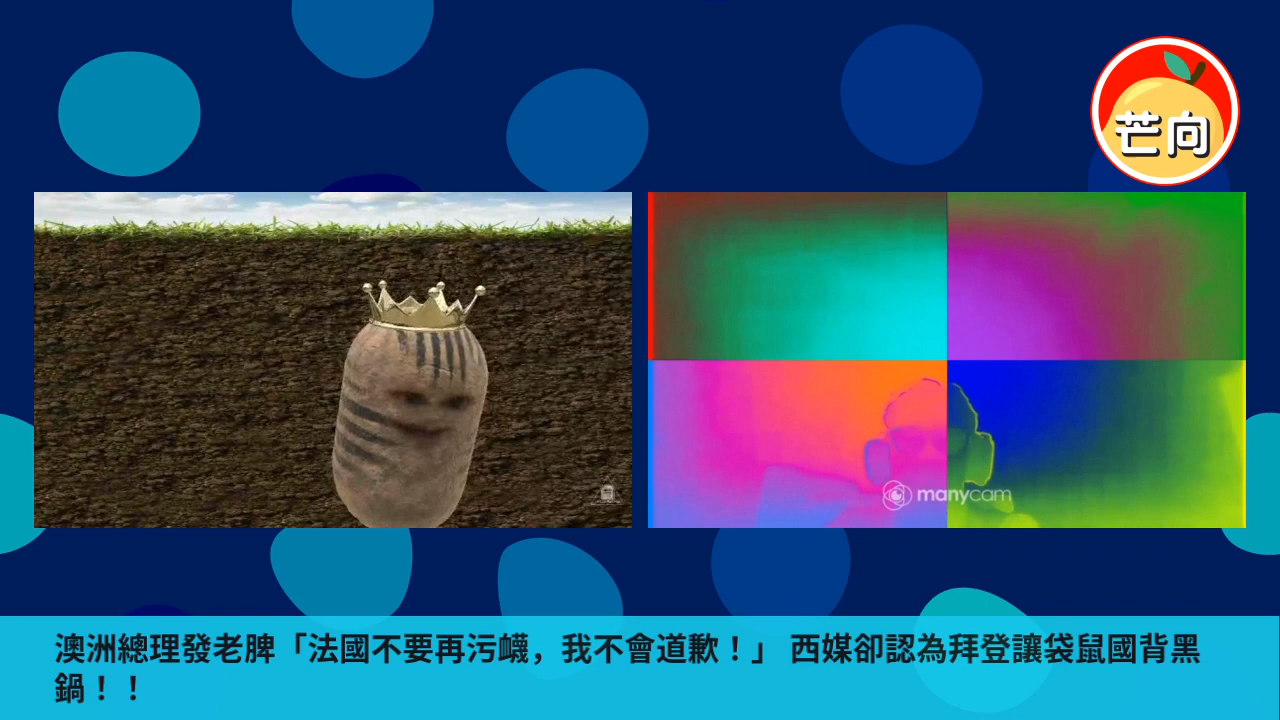 芒向
manycam
澳洲總理發老脾「法國不要再污衊，我不會道歉！」 西媒卻認為拜登讓袋鼠國背黑
鍋！！